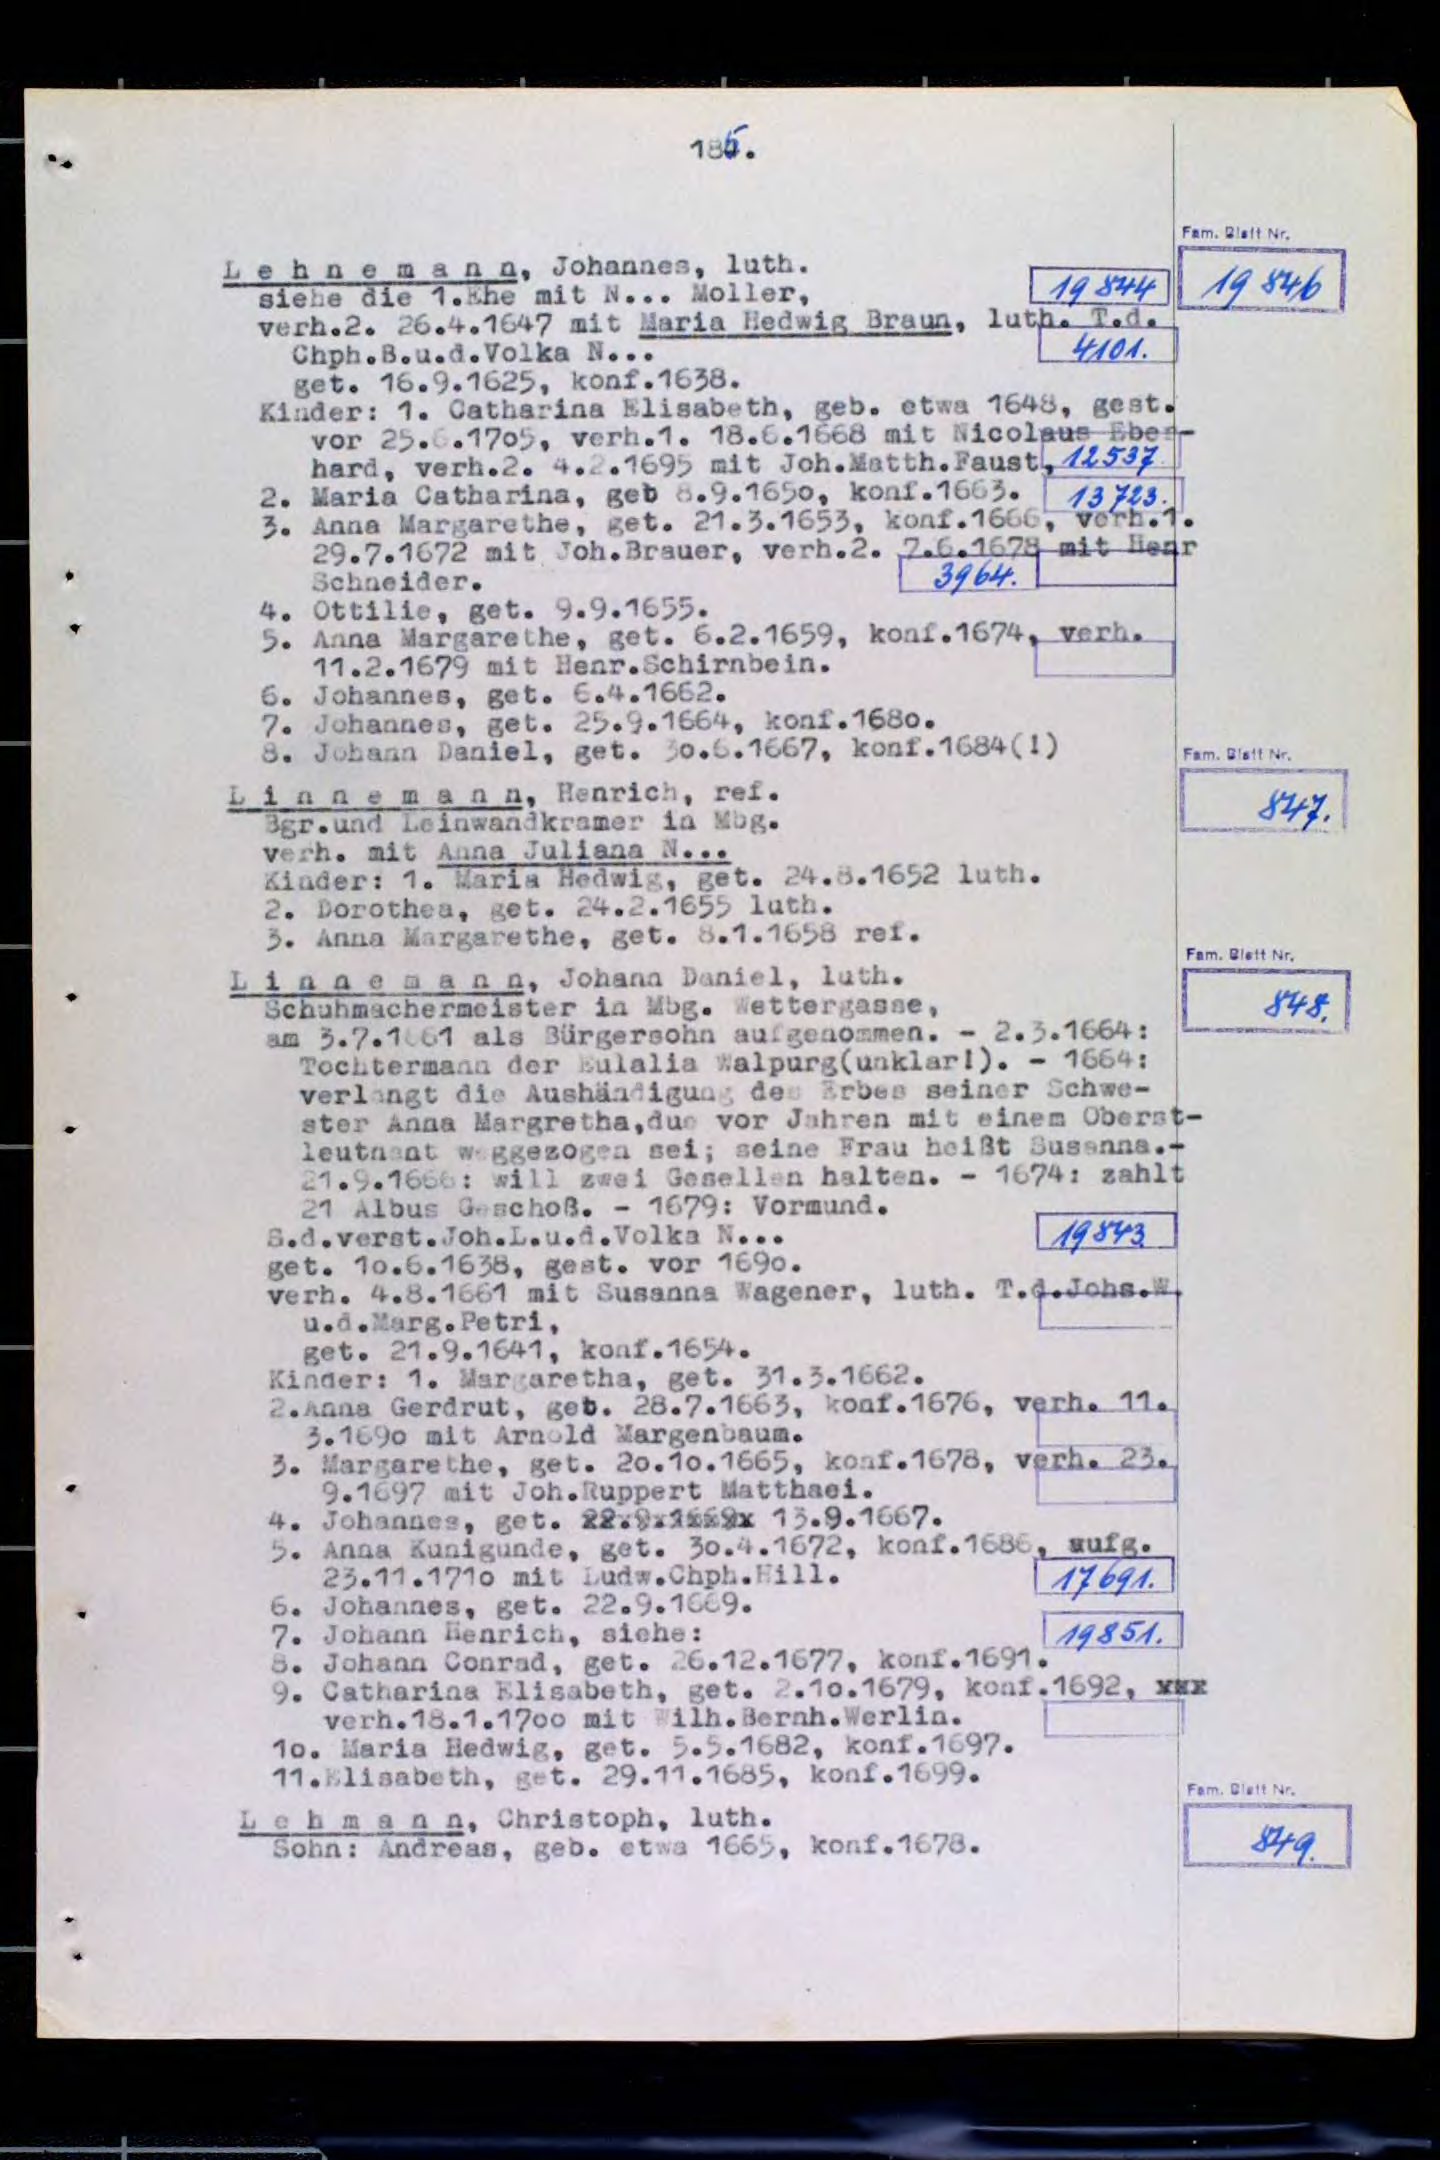 185.
Fam. Blatt Nr.
L e h n e m a n n, Johannes, luth.
siehe die 1.Ehe mit N... Moller, 19844 19 846
verh.2. 26.4.1647 mit Maria Hedwig Braun, luth. T.d.
Chph.B.u.d.Volka N... 4101.
get. 16.9.1625, konf.1638.
Kinder: 1. Catharina Elisabeth, geb. etwa 1648, gest.
vor 25.6.1705, verh.1. 18.6.1668 mit Nicolaus Eber-
hard, verh.2. 4.2.1695 mit Joh.Matth.Faust, 12537.
2. Maria Catharina, geb 8.9.1650, konf.1663. 13723.
3. Anna Margarethe, get. 21.3.1653, konf.1666, verh.1.
29.7.1672 mit Joh.Brauer, verh.2. 7.6.1678 mit Henr
Schneider. 3964.
4. Ottilie, get. 9.9.1655.
5. Anna Margarethe, get. 6.2.1659, konf.1674, verh.
11.2.1679 mit Henr.Schirnbein.
6. Johannes, get. 6.4.1662.
7. Johannes, get. 25.9.1664, konf.1680.
8. Johann Daniel, get. 30.6.1667, konf.1684(!)
Fam. Blatt Nr.
L i n n e m a n n, Henrich, ref.
847.
Bgr.und Leinwandkramer in Mbg.
verh. mit Anna Juliana N...
Kinder: 1. Maria Hedwig, get. 24.8.1652 luth.
2. Dorothea, get. 24.2.1655 luth.
3. Anna Margarethe, get. 8.1.1658 ref.
Fam. Blatt Nr.
L i n n e m a n n, Johann Daniel, luth.
848.
Schuhmachermeister in Mbg. Wettergasse,
am 3.7.1661 als Bürgersohn aufgenommen. - 2.3.1664:
Tochtermann der Eulalia Walpurg(unklar!). - 1664:
verlangt die Aushändigung des Erbes seiner Schwe-
ster Anna Margretha,due vor Jahren mit einem Oberst-
leutnant weggezogen sei; seine Frau heißt Susanna.-
21.9.1666: will zwei Gesellen halten. - 1674: zahlt
21 Albus Geschoß. - 1679: Vormund.
S.d.verst.Joh.L.u.d.Volka N... 19843
get. 10.6.1638, gest. vor 1690.
verh. 4.8.1661 mit Susanna Wagener, luth. T.d.Johs.W.
u.d.Marg.Petri,
get. 21.9.1641, konf.1654.
Kinder: 1. Margaretha, get. 31.3.1662.
2.Anna Gerdrut, get. 28.7.1663, konf.1676, verh. 11.
3.1690 mit Arnold Margenbaum.
3. Margarethe, get. 20.10.1665, konf.1678, verh. 23.
9.1697 mit Joh.Ruppert Matthaei.
4. Johannes, get. 22.9.1669x 13.9.1667.
5. Anna Kunigunde, get. 30.4.1672, konf.1686, aufg.
23.11.1710 mit Ludw.Chph.Hill. 17691.
6. Johannes, get. 22.9.1669.
7. Johann Henrich, siehe: 19851.
8. Johann Conrad, get. 26.12.1677, konf.1691.
9. Catharina Elisabeth, get. 2.10.1679, konf.1692, xxx
verh.18.1.1700 mit Wilh.Bernh.Werlin.
10. Maria Hedwig, get. 5.5.1682, konf.1697.
11.Elisabeth, get. 29.11.1685, konf.1699.
Fam. Blatt Nr.
L e h m a n n, Christoph, luth.
849.
Sohn: Andreas, geb. etwa 1665, konf.1678.